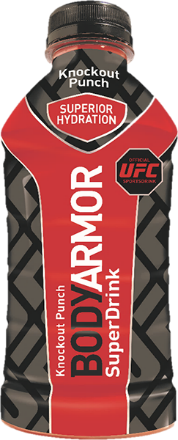 Knockout
Punch
SUPERIOR
HYDRATION
OFFICIAL
UFC
SPORTS DRINK
Knockout Punch
BODYARMOR
SuperDrink